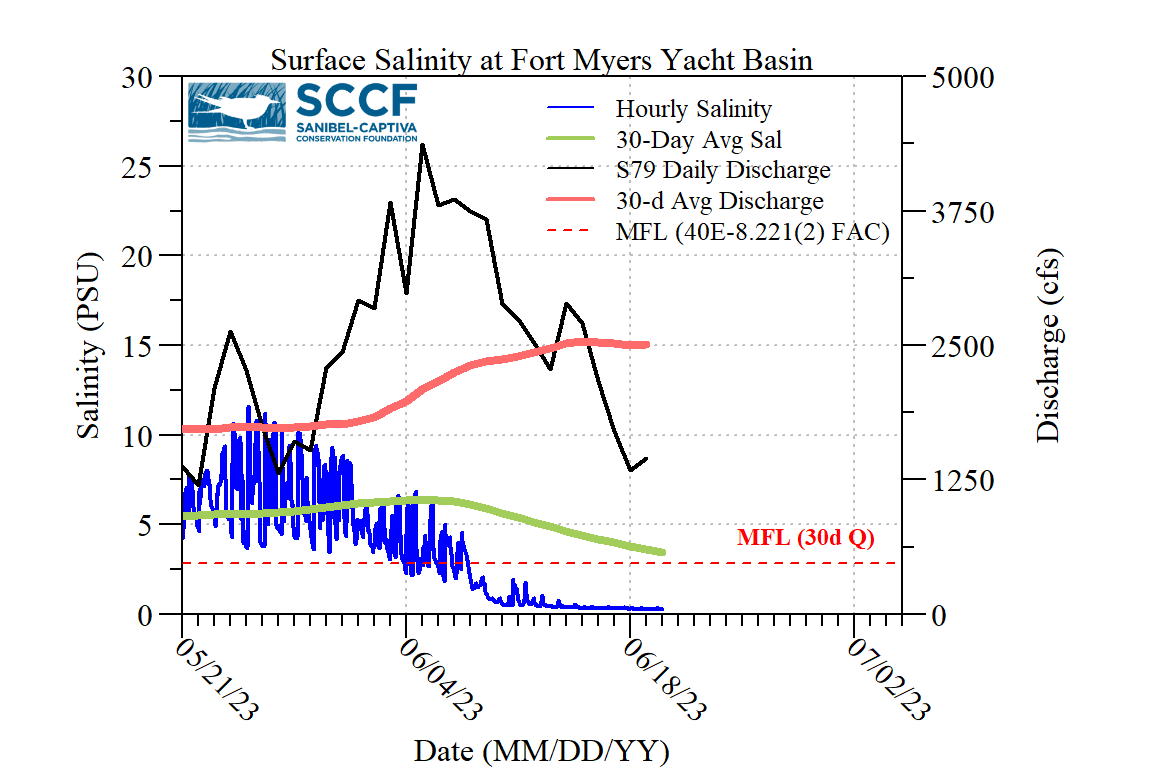 Surface Salinity at Fort Myers Yacht Basin
SCCF
SANIBEL-CAPTIVA
CONSERVATION FOUNDATION
Hourly Salinity
30-Day Avg Sal
S79 Daily Discharge
30-d Avg Discharge
MFL (40E-8.221(2) FAC)
Salinity (PSU)
30
25
20
15
10
5
0
Discharge (cfs)
5000
3750
2500
1250
0
MFL (30d Q)
05/21/23
06/04/23
06/18/23
07/02/23
Date (MM/DD/YY)